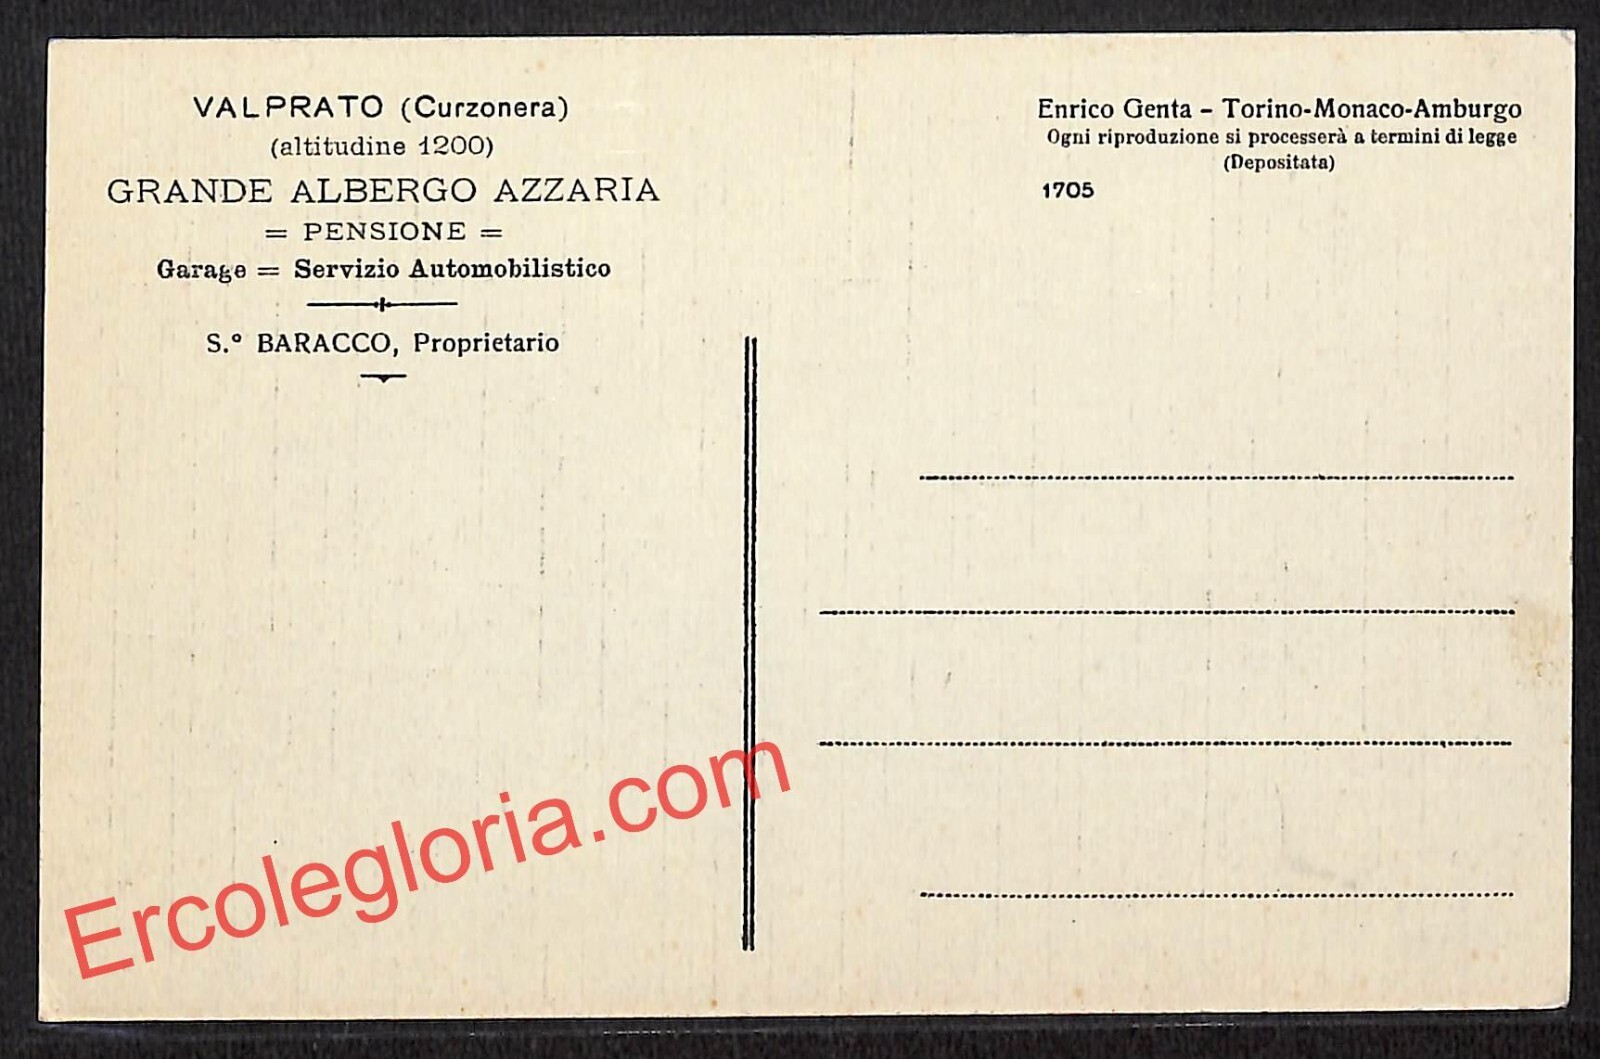 VALPRATO (Curzonera)
(altitudine 1200)
GRANDE ALBERGO AZZARIA
= PENSIONE =
Garage = Servizio Automobilistico
S.º BARACCO, Proprietario
Enrico Genta - Torino-Monaco-Amburgo
Ogni riproduzione si processerà a termini di legge
(Depositata)
1705
Ercolegloria.com